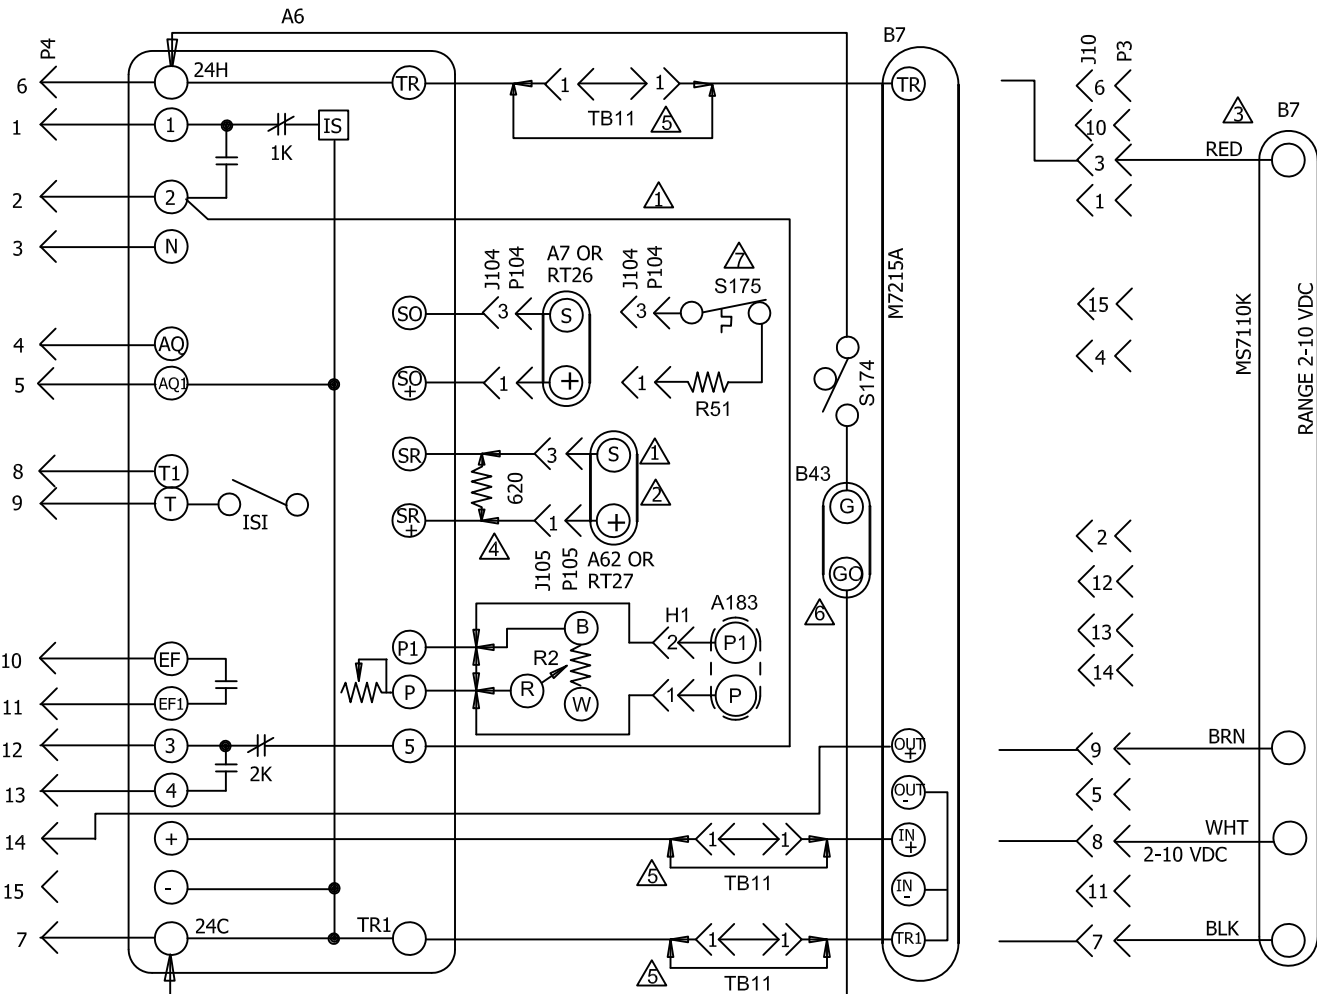 A6
B7
P4
J10
P3
6
24H
TR
1
1
TR
6
TB11
5
3
B7
1
1
IS
10
1K
RED
3
2
2
1
1
3
N
J104
P104
A7 OR
RT26
J104
P104
7
S175
M7215A
MS7110K
RANGE 2-10 VDC
SO
3
S
3
15
4
AQ
4
5
AQ1
SO
+
1
+
1
R51
S174
8
T1
SR
3
S
1
620
B43
9
T
ISI
2
G
SR
+
1
+
2
4
J105
P105
A62 OR
RT27
GO
12
6
H1
A183
B
13
10
EF
P1
2
P1
R2
14
P
R
1
P
11
EF1
W
12
3
5
OUT
+
9
BRN
2K
13
4
OUT
-
5
14
+
1
1
IN
+
8
WHT
2-10 VDC
5
TB11
15
-
IN
-
11
24C
TR1
7
1
1
TR1
7
BLK
5
TB11